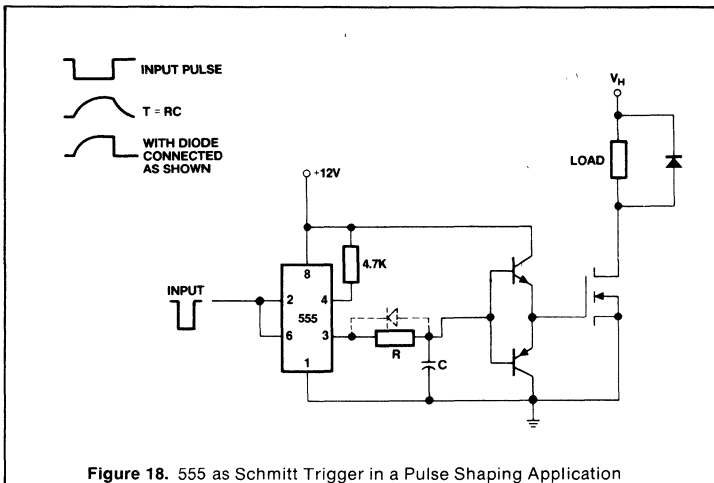 INPUT PULSE
T = RC
WITH DIODE
CONNECTED
AS SHOWN
VH
LOAD
+12V
8
4.7K
INPUT
2
4
555
6
3
R
C
1
Figure 18. 555 as Schmitt Trigger in a Pulse Shaping Application